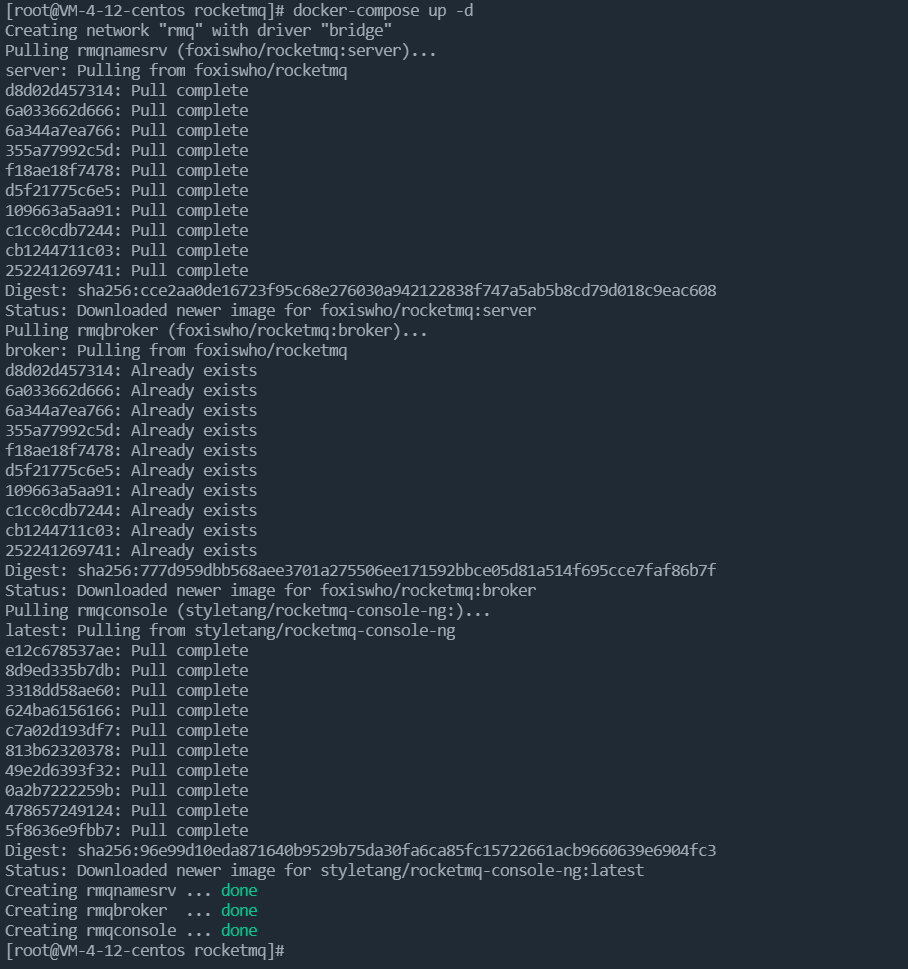 [root@VM-4-12-centos rocketmq]# docker-compose up -d
Creating network "rmq" with driver "bridge"
Pulling rmqnamesrv (foxiswho/rocketmq:server)...
server: Pulling from foxiswho/rocketmq
d8d02d457314: Pull complete
6a033662d666: Pull complete
6a344a7ea766: Pull complete
355a77992c5d: Pull complete
f18ae18f7478: Pull complete
d5f21775c6e5: Pull complete
109663a5aa91: Pull complete
c1cc0cdb7244: Pull complete
cb1244711c03: Pull complete
252241269741: Pull complete
Digest: sha256:cce2aa0de16723f95c68e276030a942122838f747a5ab5b8cd79d018c9eac608
Status: Downloaded newer image for foxiswho/rocketmq:server
Pulling rmqbroker (foxiswho/rocketmq:broker)...
broker: Pulling from foxiswho/rocketmq
d8d02d457314: Already exists
6a033662d666: Already exists
6a344a7ea766: Already exists
355a77992c5d: Already exists
f18ae18f7478: Already exists
d5f21775c6e5: Already exists
109663a5aa91: Already exists
c1cc0cdb7244: Already exists
cb1244711c03: Already exists
252241269741: Already exists
Digest: sha256:777d959dbb568aee3701a275506ee171592bbce05d81a514f695cce7faf86b7f
Status: Downloaded newer image for foxiswho/rocketmq:broker
Pulling rmqconsole (styletang/rocketmq-console-ng:)...
latest: Pulling from styletang/rocketmq-console-ng
e12c678537ae: Pull complete
8d9ed335b7db: Pull complete
3318dd58ae60: Pull complete
624ba6156166: Pull complete
c7a02d193df7: Pull complete
813b62320378: Pull complete
49e2d6393f32: Pull complete
0a2b7222259b: Pull complete
478657249124: Pull complete
5f8636e9fbb7: Pull complete
Digest: sha256:96e99d10eda871640b9529b75da30fa6ca85fc15722661acb9660639e6904fc3
Status: Downloaded newer image for styletang/rocketmq-console-ng:latest
Creating rmqnamesrv ... done
Creating rmqbroker  ... done
Creating rmqconsole ... done
[root@VM-4-12-centos rocketmq]#